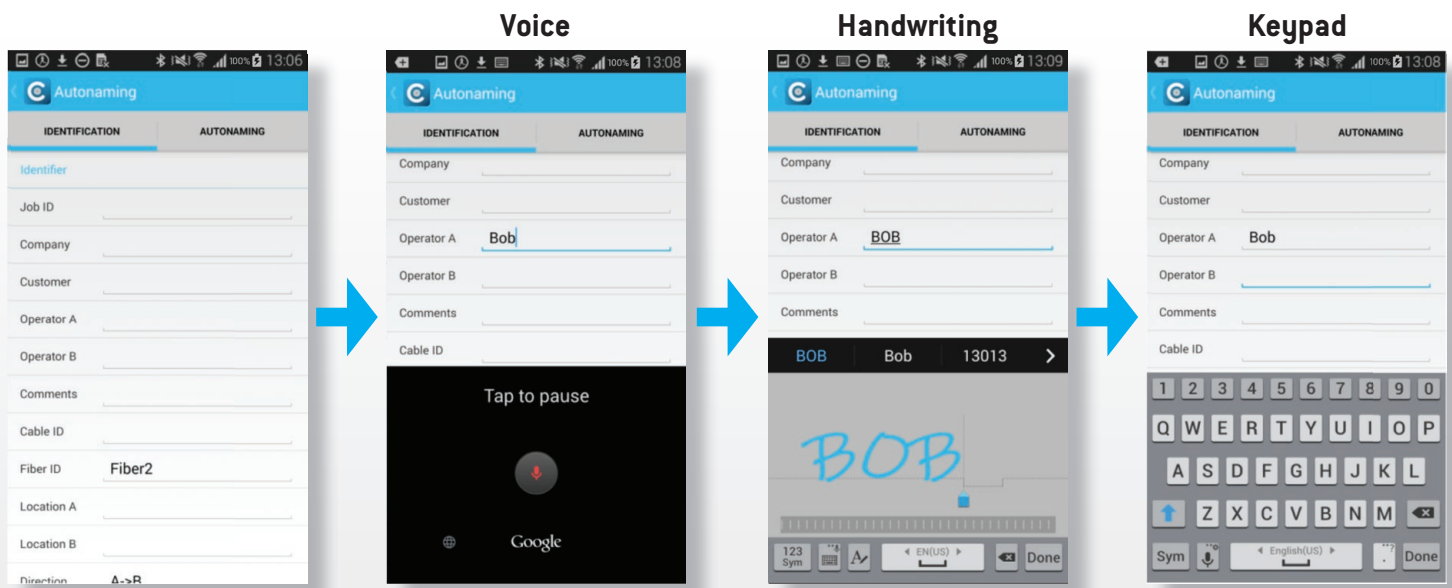 Voice
Handwriting
Keypad
13:06
Autonaming
IDENTIFICATION AUTONAMING
Identifier
Job ID
Company
Customer
Operator A
Operator B
Comments
Cable ID
Fiber ID Fiber2
Location A
Location B
Direction A->B
100% 13:08
Autonaming
IDENTIFICATION AUTONAMING
Company
Customer
Operator A Bob
Operator B
Comments
Cable ID
Tap to pause
Google
100% 13:09
Autonaming
IDENTIFICATION AUTONAMING
Company
Customer
Operator A BOB
Operator B
Comments
BOB Bob 13013
BOB
123
Sym EN(US) Done
100% 13:08
Autonaming
IDENTIFICATION AUTONAMING
Company
Customer
Operator A Bob
Operator B
Comments
Cable ID
1 2 3 4 5 6 7 8 9 0
Q W E R T Y U I O P
A S D F G H J K L
Z X C V B N M
Sym English(US) . Done